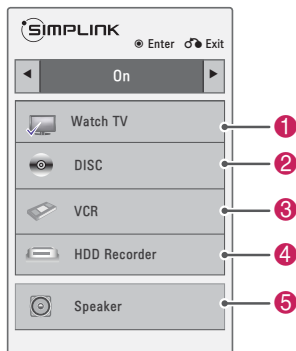 SIMPLINK
Enter Exit
On
Watch TV
1
DISC
2
VCR
3
HDD Recorder
4
Speaker
5